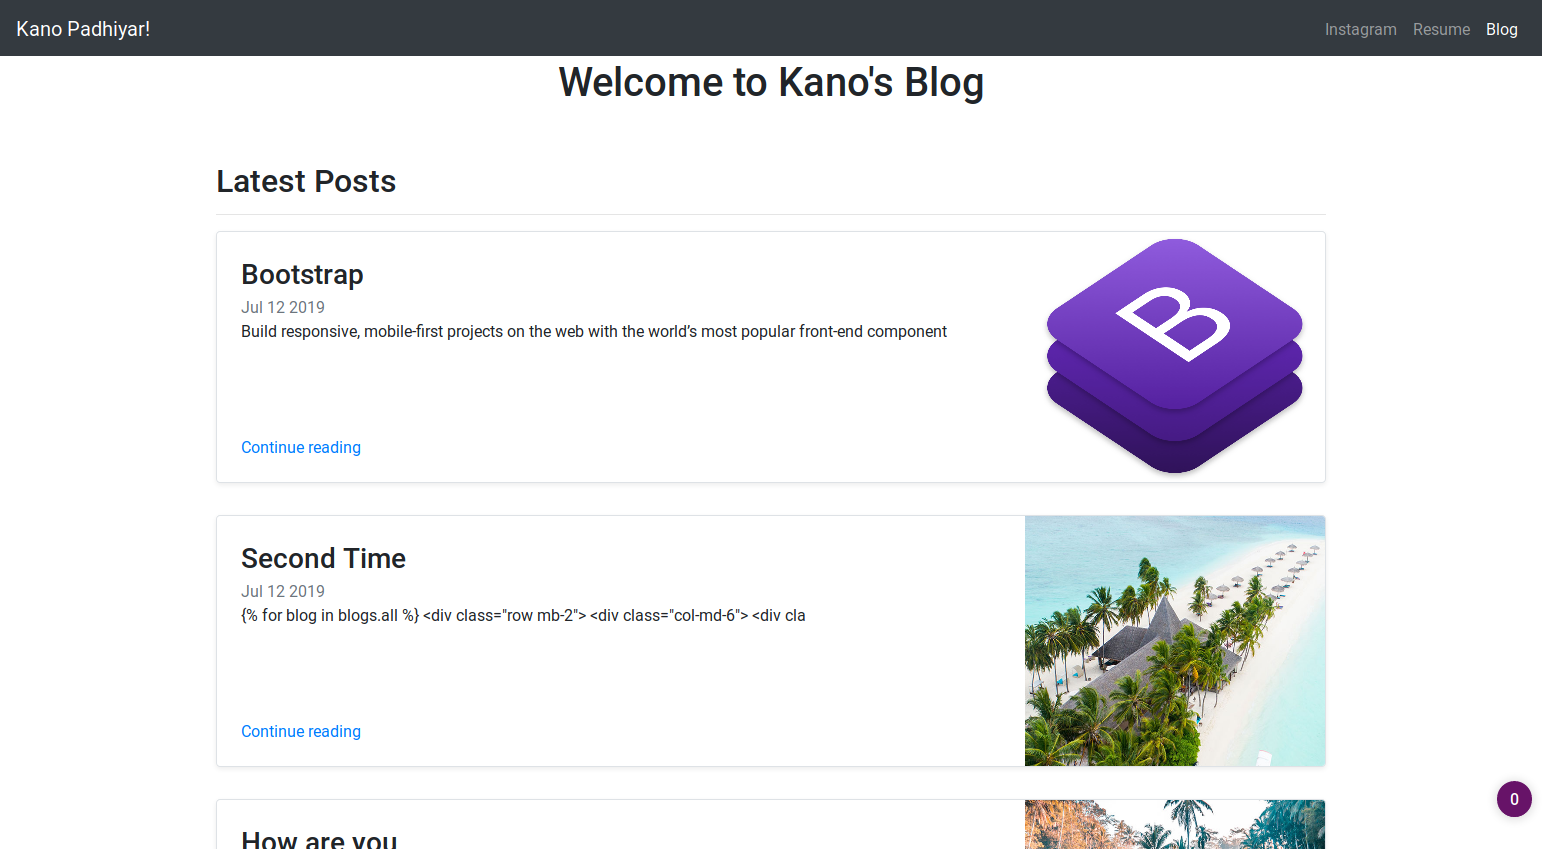 Kano Padhiyar!
Instagram Resume Blog
Welcome to Kano's Blog
Latest Posts
Bootstrap
Jul 12 2019
Build responsive, mobile-first projects on the web with the world’s most popular front-end component
Continue reading
B
Second Time
Jul 12 2019
{% for blog in blogs.all %} <div class="row mb-2"> <div class="col-md-6"> <div cla
Continue reading
How are you
0